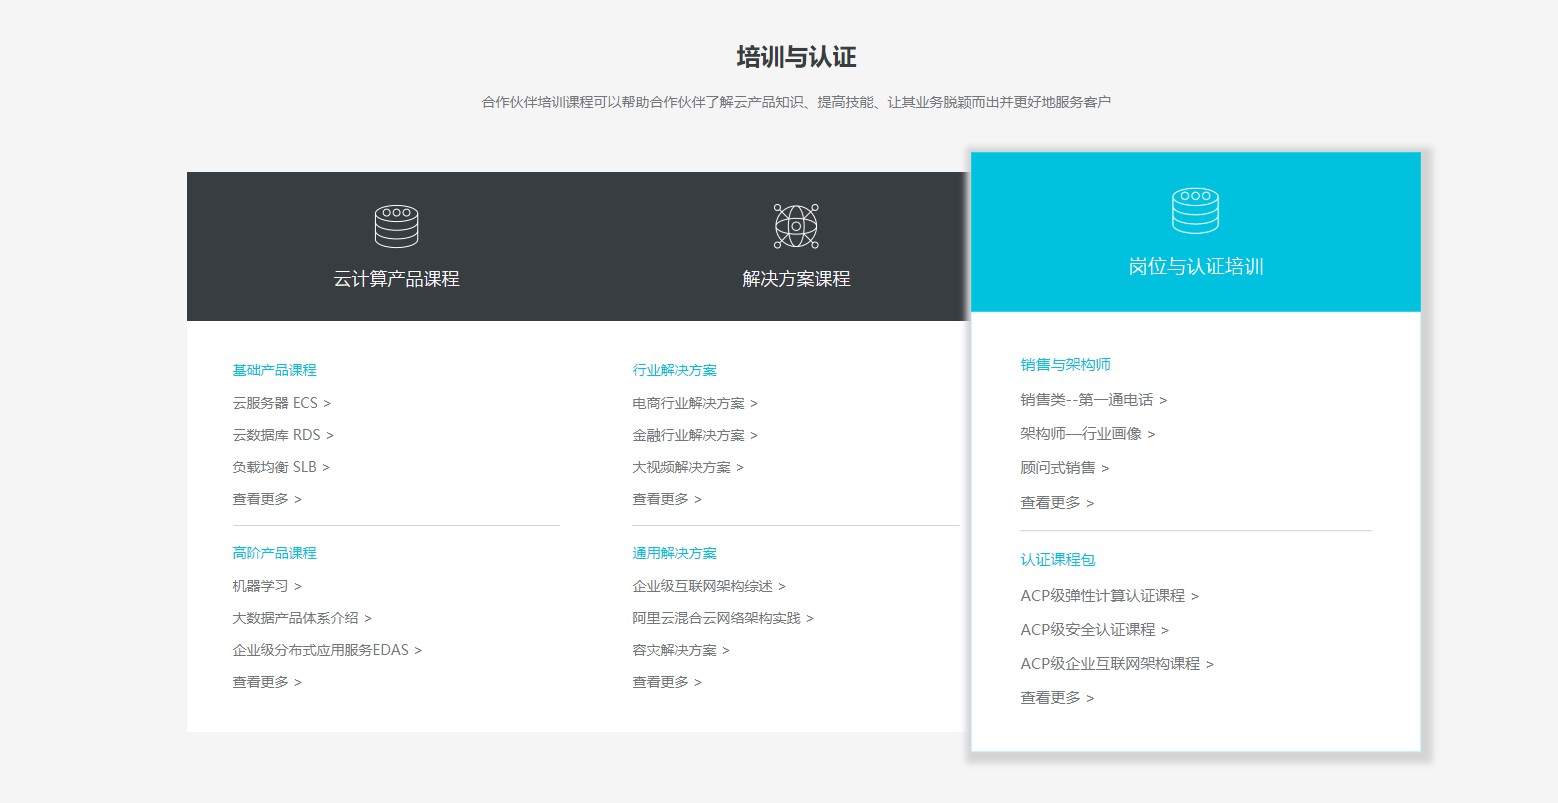 培训与认证
合作伙伴培训课程可以帮助合作伙伴了解云产品知识、提高技能、让其业务脱颖而出并更好地服务客户
云计算产品课程
基础产品课程
云服务器 ECS >
云数据库 RDS >
负载均衡 SLB >
查看更多 >
高阶产品课程
机器学习 >
大数据产品体系介绍 >
企业级分布式应用服务EDAS >
查看更多 >
解决方案课程
行业解决方案
电商行业解决方案 >
金融行业解决方案 >
大视频解决方案 >
查看更多 >
通用解决方案
企业级互联网架构综述 >
阿里云混合云网络架构实践 >
容灾解决方案 >
查看更多 >
岗位与认证培训
销售与架构师
销售类--第一通电话 >
架构师—行业画像 >
顾问式销售 >
查看更多 >
认证课程包
ACP级弹性计算认证课程 >
ACP级安全认证课程 >
ACP级企业互联网架构课程 >
查看更多 >